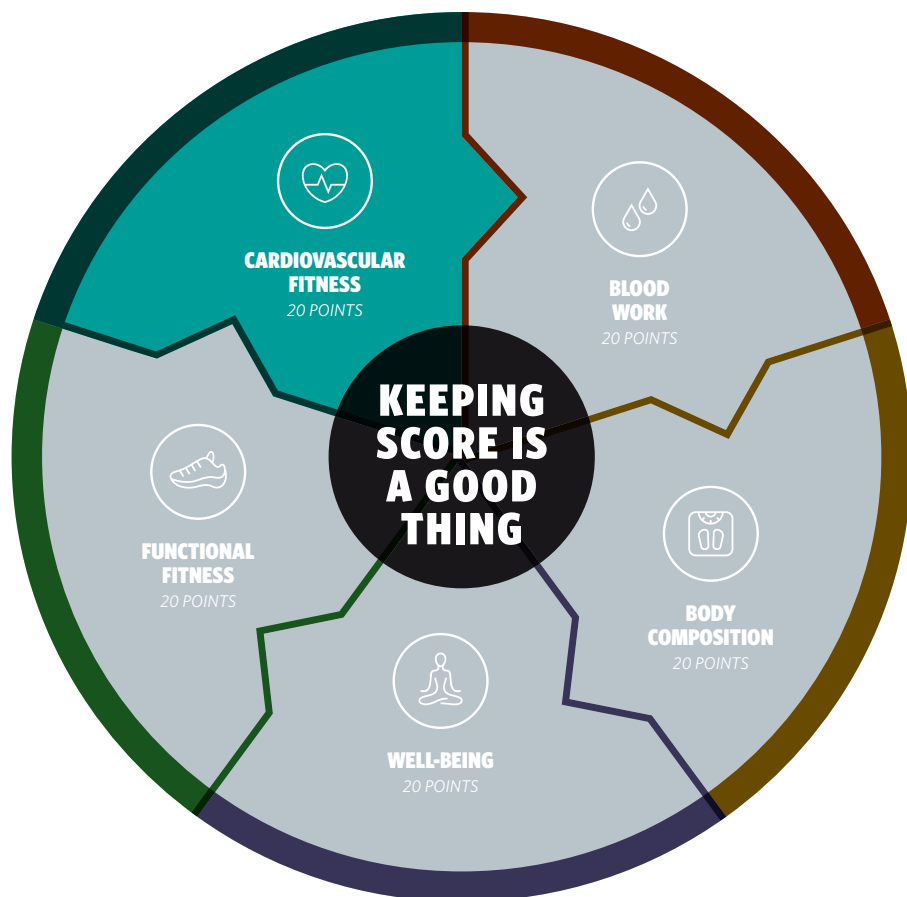 CARDIOVASCULAR
FITNESS
20 POINTS
BLOOD
WORK
20 POINTS
KEEPING
SCORE IS
A GOOD
THING
FUNCTIONAL
FITNESS
20 POINTS
BODY
COMPOSITION
20 POINTS
WELL-BEING
20 POINTS